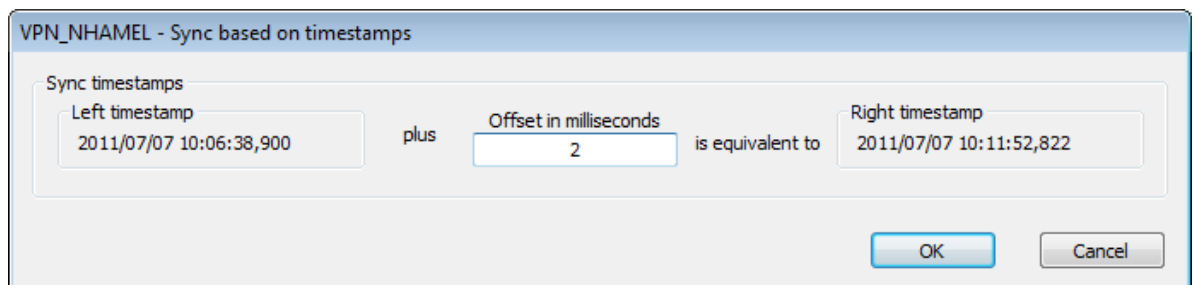 VPN_NHAMEL - Sync based on timestamps
Sync timestamps
Left timestamp
2011/07/07 10:06:38,900
plus
Offset in milliseconds
2
is equivalent to
Right timestamp
2011/07/07 10:11:52,822
OK
Cancel